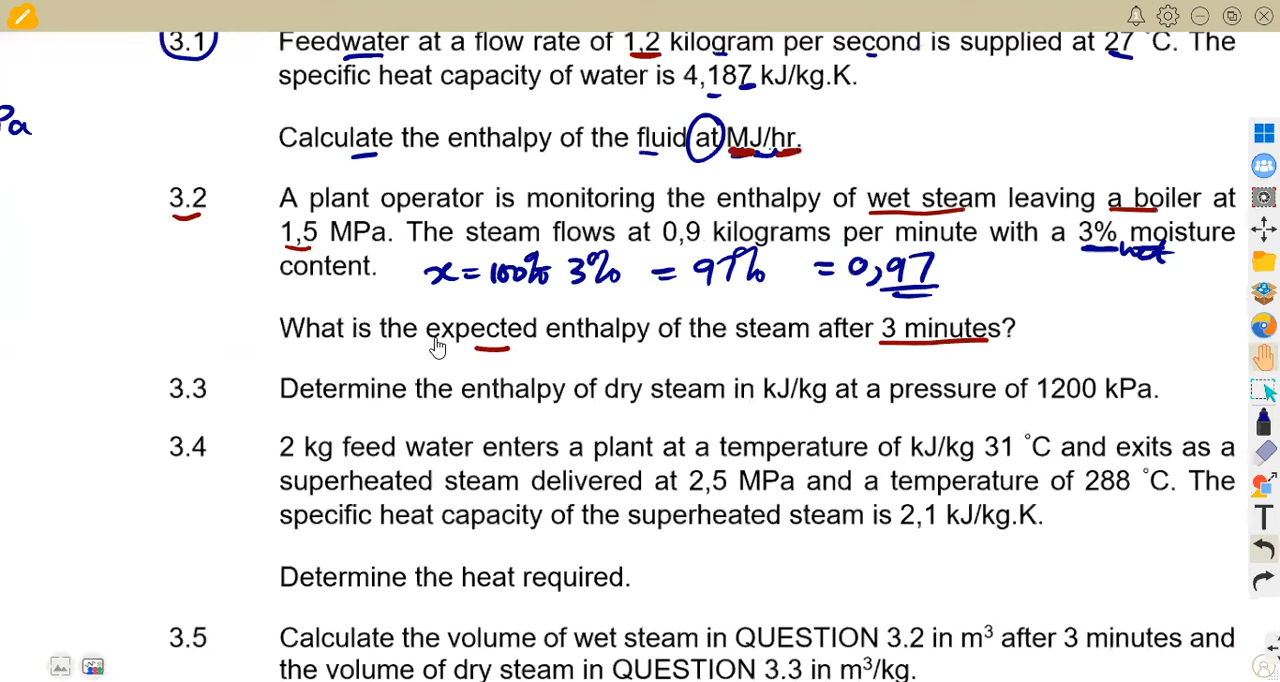 3.1 Feedwater at a flow rate of 1,2 kilogram per second is supplied at 27 °C. The
specific heat capacity of water is 4,187 kJ/kg.K.
Pa
Calculate the enthalpy of the fluid at MJ/hr.
3.2 A plant operator is monitoring the enthalpy of wet steam leaving a boiler at
1,5 MPa. The steam flows at 0,9 kilograms per minute with a 3% moisture
content. x = 100% 3% = 97% = 0,97
What is the expected enthalpy of the steam after 3 minutes?
3.3 Determine the enthalpy of dry steam in kJ/kg at a pressure of 1200 kPa.
3.4 2 kg feed water enters a plant at a temperature of kJ/kg 31 °C and exits as a
superheated steam delivered at 2,5 MPa and a temperature of 288 °C. The
specific heat capacity of the superheated steam is 2,1 kJ/kg.K.
Determine the heat required.
3.5 Calculate the volume of wet steam in QUESTION 3.2 in m³ after 3 minutes and
the volume of dry steam in QUESTION 3.3 in m³/kg.
T